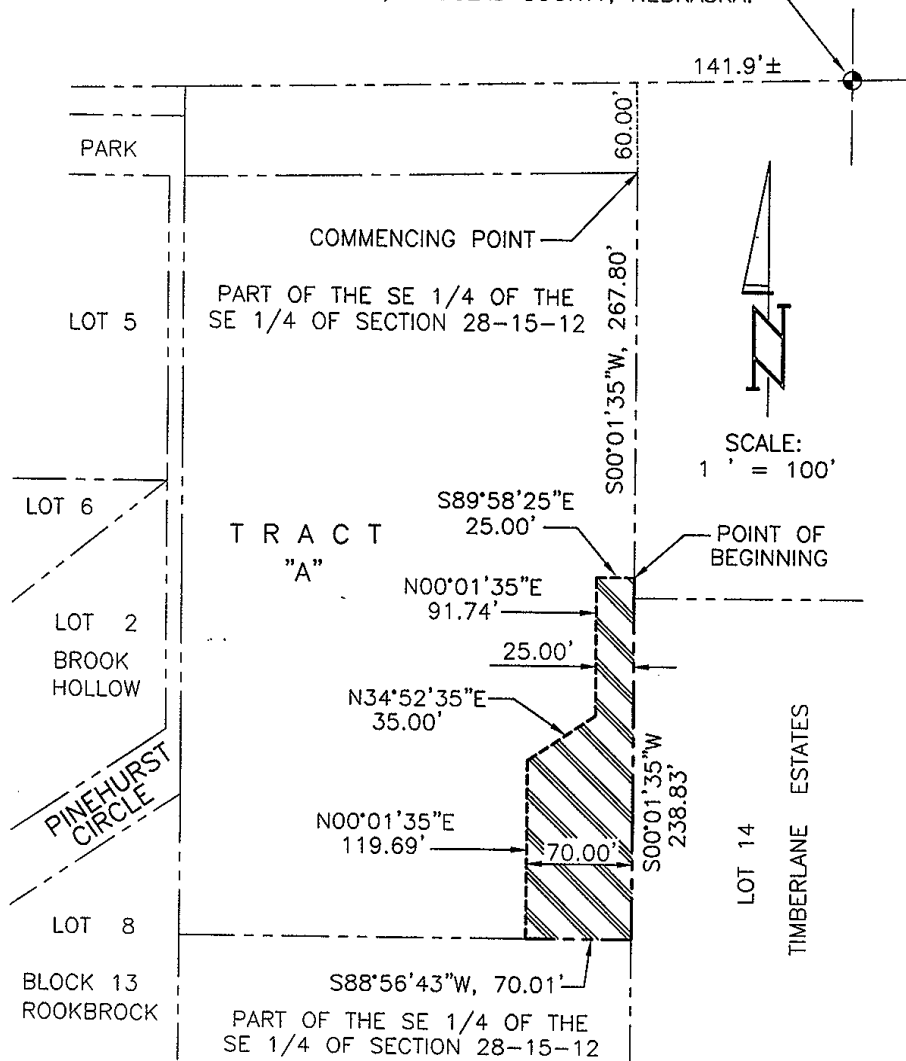 COUNTY, NEBRASKA.
141.9'±
60.00'
PARK
COMMENCING POINT
PART OF THE SE 1/4 OF THE
SE 1/4 OF SECTION 28-15-12
LOT 5
S00°01'35"W, 267.80'
N
SCALE:
1 ' = 100'
LOT 6
S89°58'25"E
25.00'
TRACT
"A"
POINT OF
BEGINNING
N00°01'35"E
91.74'
LOT 2
BROOK
HOLLOW
25.00'
N34°52'35"E
35.00'
PINEHURST
CIRCLE
N00°01'35"E
119.69'
70.00'
S00°01'35"W
238.83'
LOT 14
TIMBERLANE ESTATES
LOT 8
BLOCK 13
ROOKBROCK
S88°56'43"W, 70.01'
PART OF THE SE 1/4 OF THE
SE 1/4 OF SECTION 28-15-12